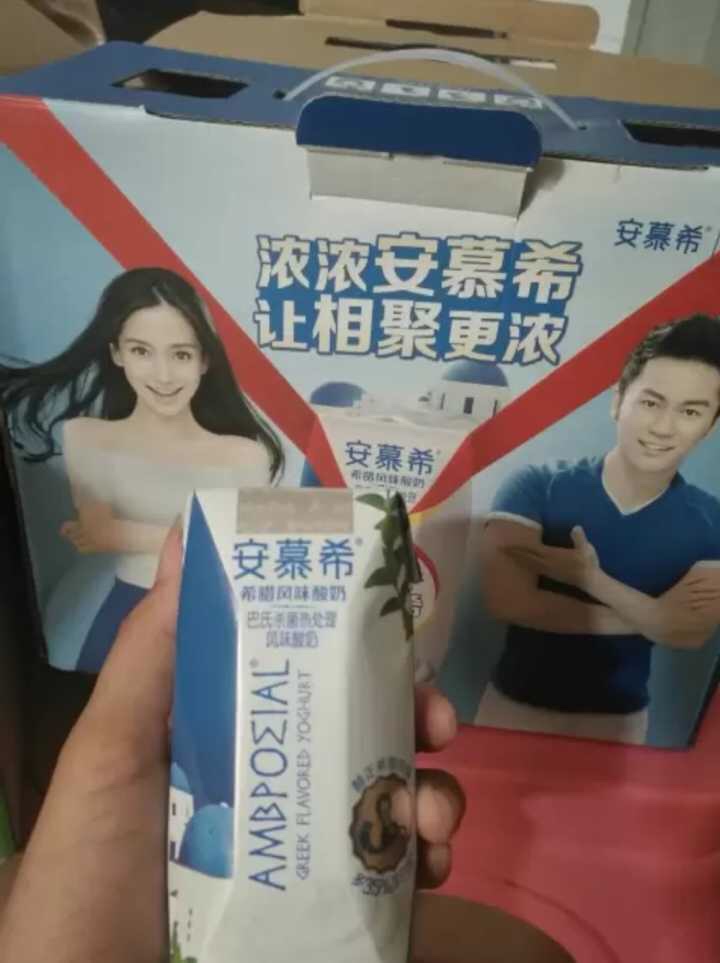 安慕希
浓浓安慕希
让相聚更浓
安慕希
希腊风味酸奶
安慕希
希腊风味酸奶
巴氏杀菌热处理
风味酸奶
AMBPOΣIAL
GREEK FLAVORED YOGHURT